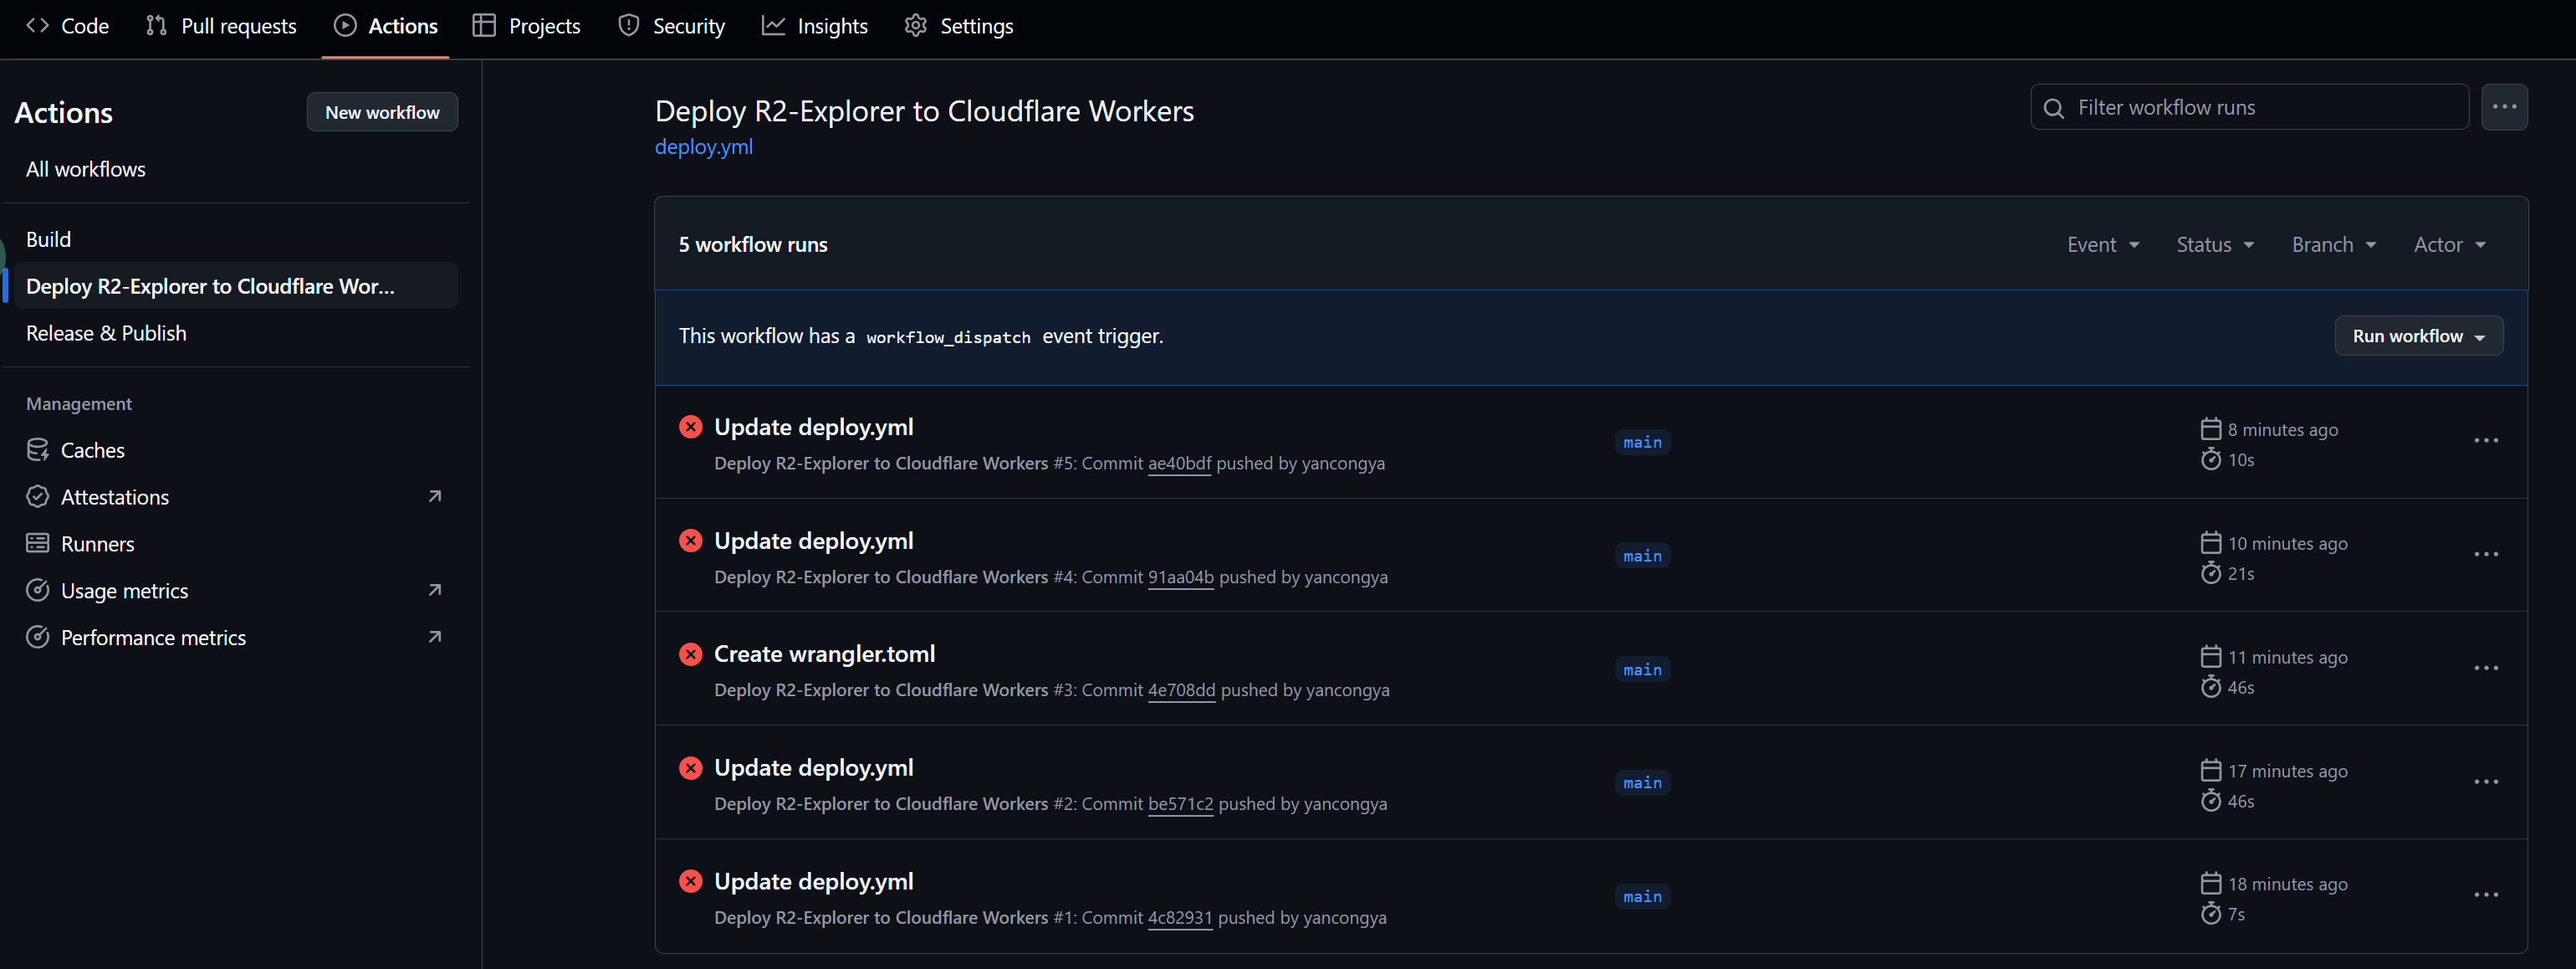 Code Pull requests Actions Projects Security Insights Settings
Actions
New workflow
All workflows
Build
Deploy R2-Explorer to Cloudflare Wor...
Release & Publish
Management
Caches
Attestations
Runners
Usage metrics
Performance metrics
Deploy R2-Explorer to Cloudflare Workers
deploy.yml
Filter workflow runs
5 workflow runs
Event Status Branch Actor
This workflow has a workflow_dispatch event trigger.
Run workflow
Update deploy.yml
Deploy R2-Explorer to Cloudflare Workers #5: Commit ae40bdf pushed by yancongya
main
8 minutes ago
10s
Update deploy.yml
Deploy R2-Explorer to Cloudflare Workers #4: Commit 91aa04b pushed by yancongya
main
10 minutes ago
21s
Create wrangler.toml
Deploy R2-Explorer to Cloudflare Workers #3: Commit 4e708dd pushed by yancongya
main
11 minutes ago
46s
Update deploy.yml
Deploy R2-Explorer to Cloudflare Workers #2: Commit be571c2 pushed by yancongya
main
17 minutes ago
46s
Update deploy.yml
Deploy R2-Explorer to Cloudflare Workers #1: Commit 4c82931 pushed by yancongya
main
18 minutes ago
7s